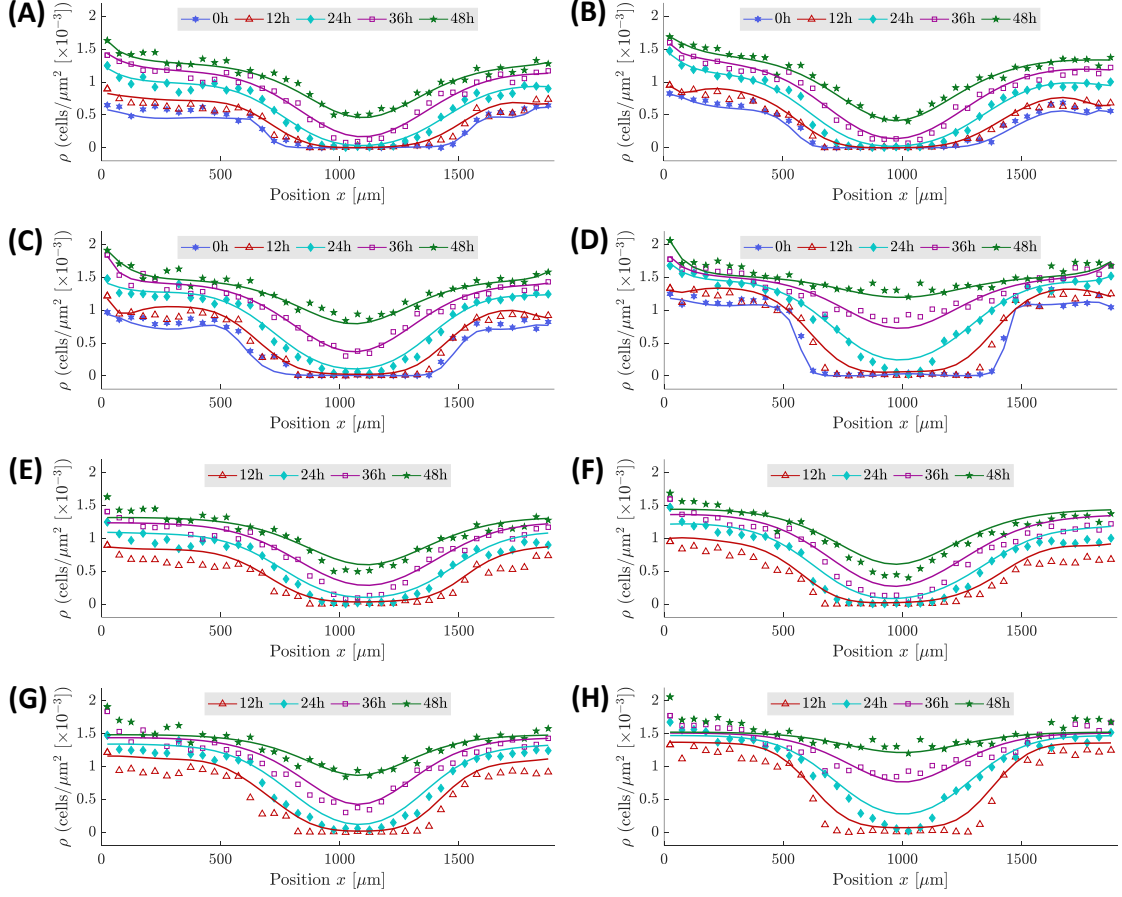 (A)
0h 12h 24h 36h 48h
ρ (cells/μm² [×10⁻³])
2
1.5
1
0.5
0
0 500 1000 1500
Position x [μm]
(B)
0h 12h 24h 36h 48h
ρ (cells/μm² [×10⁻³])
2
1.5
1
0.5
0
0 500 1000 1500
Position x [μm]
(C)
0h 12h 24h 36h 48h
ρ (cells/μm² [×10⁻³])
2
1.5
1
0.5
0
0 500 1000 1500
Position x [μm]
(D)
0h 12h 24h 36h 48h
ρ (cells/μm² [×10⁻³])
2
1.5
1
0.5
0
0 500 1000 1500
Position x [μm]
(E)
12h 24h 36h 48h
ρ (cells/μm² [×10⁻³])
2
1.5
1
0.5
0
0 500 1000 1500
Position x [μm]
(F)
12h 24h 36h 48h
ρ (cells/μm² [×10⁻³])
2
1.5
1
0.5
0
0 500 1000 1500
Position x [μm]
(G)
12h 24h 36h 48h
ρ (cells/μm² [×10⁻³])
2
1.5
1
0.5
0
0 500 1000 1500
Position x [μm]
(H)
12h 24h 36h 48h
ρ (cells/μm² [×10⁻³])
2
1.5
1
0.5
0
0 500 1000 1500
Position x [μm]